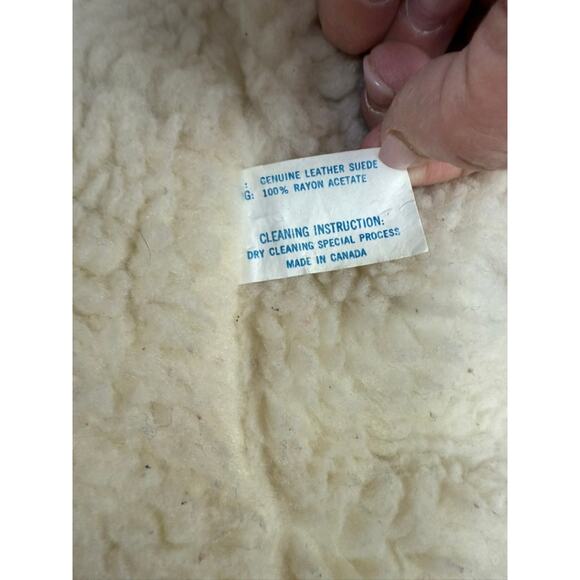 : GENUINE LEATHER SUEDE
G: 100% RAYON ACETATE
CLEANING INSTRUCTION:
DRY CLEANING SPECIAL PROCESS
MADE IN CANADA